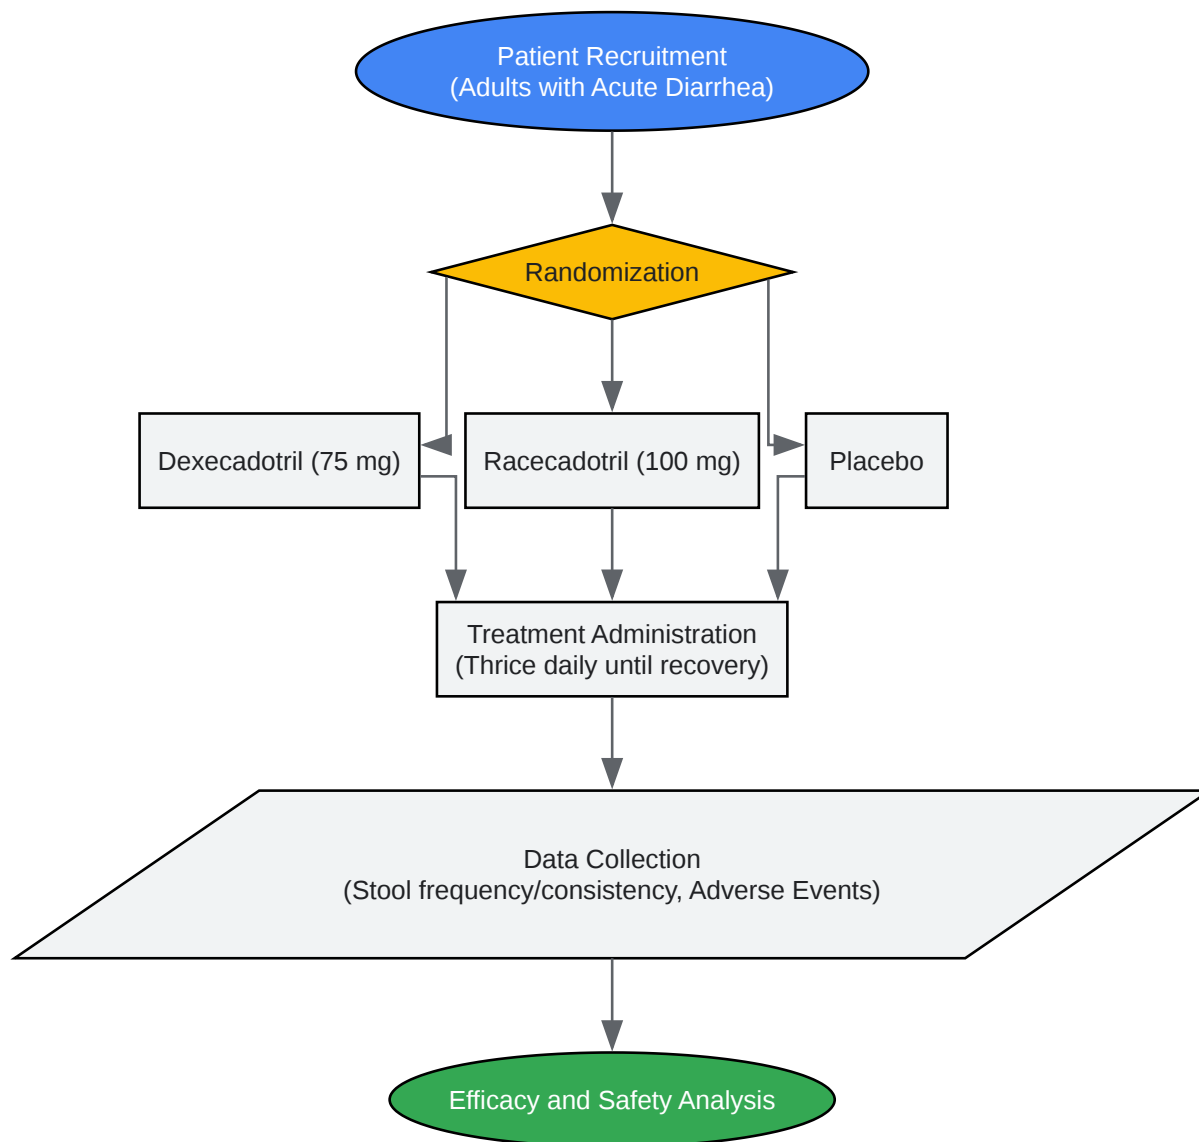 Patient Recruitment
(Adults with Acute Diarrhea)
Randomization
Dexecadotril (75 mg)
Racecadotril (100 mg)
Placebo
Treatment Administration
(Thrice daily until recovery)
Data Collection
(Stool frequency/consistency, Adverse Events)
Efficacy and Safety Analysis